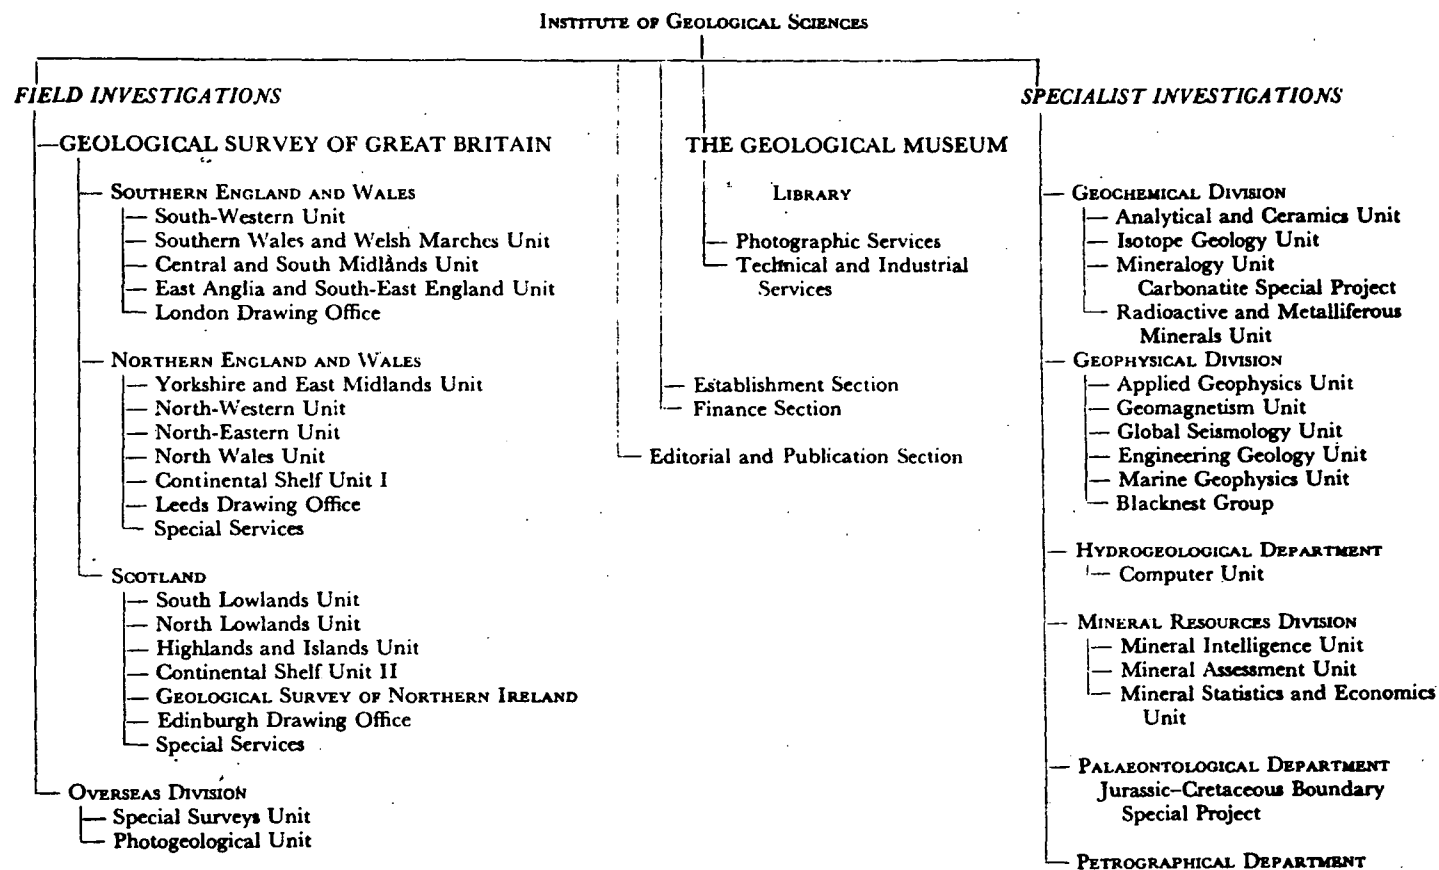 INSTITUTE OF GEOLOGICAL SCIENCES
FIELD INVESTIGATIONS
GEOLOGICAL SURVEY OF GREAT BRITAIN
SOUTHERN ENGLAND AND WALES
South-Western Unit
Southern Wales and Welsh Marches Unit
Central and South Midlands Unit
East Anglia and South-East England Unit
London Drawing Office
NORTHERN ENGLAND AND WALES
Yorkshire and East Midlands Unit
North-Western Unit
North-Eastern Unit
North Wales Unit
Continental Shelf Unit I
Leeds Drawing Office
Special Services
SCOTLAND
South Lowlands Unit
North Lowlands Unit
Highlands and Islands Unit
Continental Shelf Unit II
GEOLOGICAL SURVEY OF NORTHERN IRELAND
Edinburgh Drawing Office
Special Services
OVERSEAS DIVISION
Special Surveys Unit
Photogeological Unit
THE GEOLOGICAL MUSEUM
LIBRARY
Photographic Services
Technical and Industrial
Services
Establishment Section
Finance Section
Editorial and Publication Section
SPECIALIST INVESTIGATIONS
GEOCHEMICAL DIVISION
Analytical and Ceramics Unit
Isotope Geology Unit
Mineralogy Unit
Carbonatite Special Project
Radioactive and Metalliferous
Minerals Unit
GEOPHYSICAL DIVISION
Applied Geophysics Unit
Geomagnetism Unit
Global Seismology Unit
Engineering Geology Unit
Marine Geophysics Unit
Blacknest Group
HYDROGEOLOGICAL DEPARTMENT
Computer Unit
MINERAL RESOURCES DIVISION
Mineral Intelligence Unit
Mineral Assessment Unit
Mineral Statistics and Economics
Unit
PALAEONTOLOGICAL DEPARTMENT
Jurassic–Cretaceous Boundary
Special Project
PETROGRAPHICAL DEPARTMENT